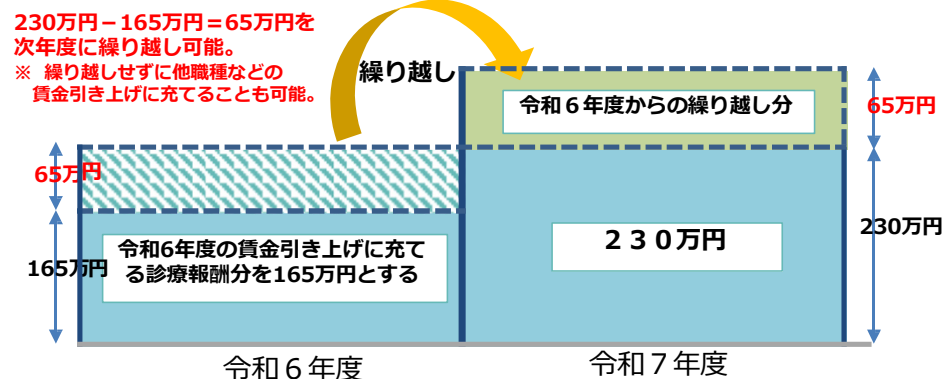 230万円－165万円＝65万円を
次年度に繰り越し可能。
※ 繰り越しせずに他職種などの
賃金引き上げに充てることも可能。
繰り越し
令和６年度からの繰り越し分
65万円
65万円
230万円
２３０万円
165万円
令和6年度の賃金引き上げに充て
る診療報酬分を165万円とする
令和６年度
令和７年度